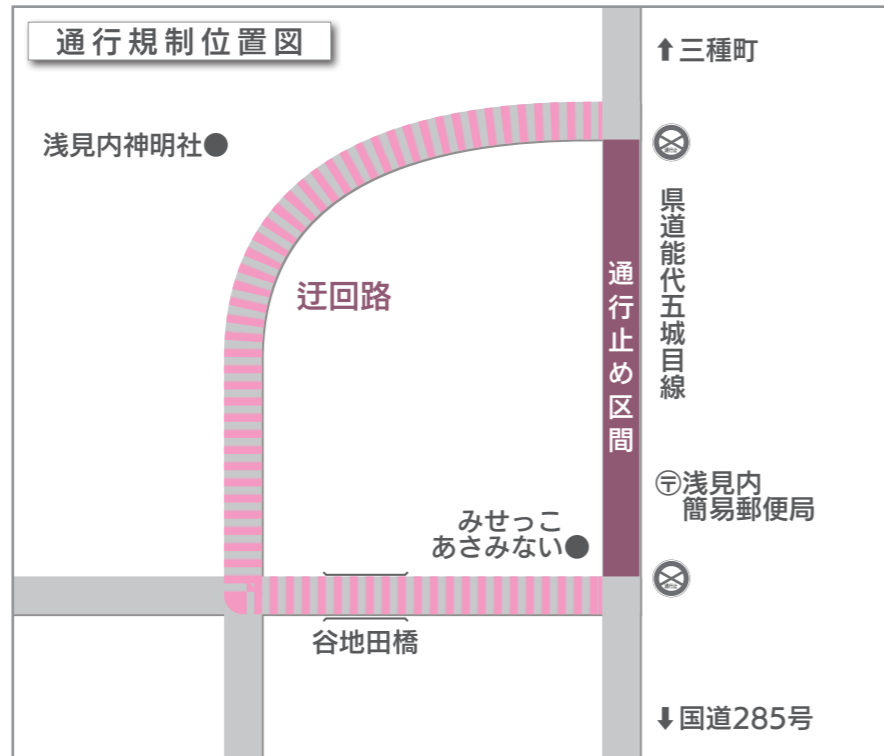 通行規制位置図
↑三種町
浅見内神明社●
県道能代五城目線
迂回路
通行止め区間
〒浅見内
簡易郵便局
みせっこ
あさみない●
谷地田橋
↓国道285号